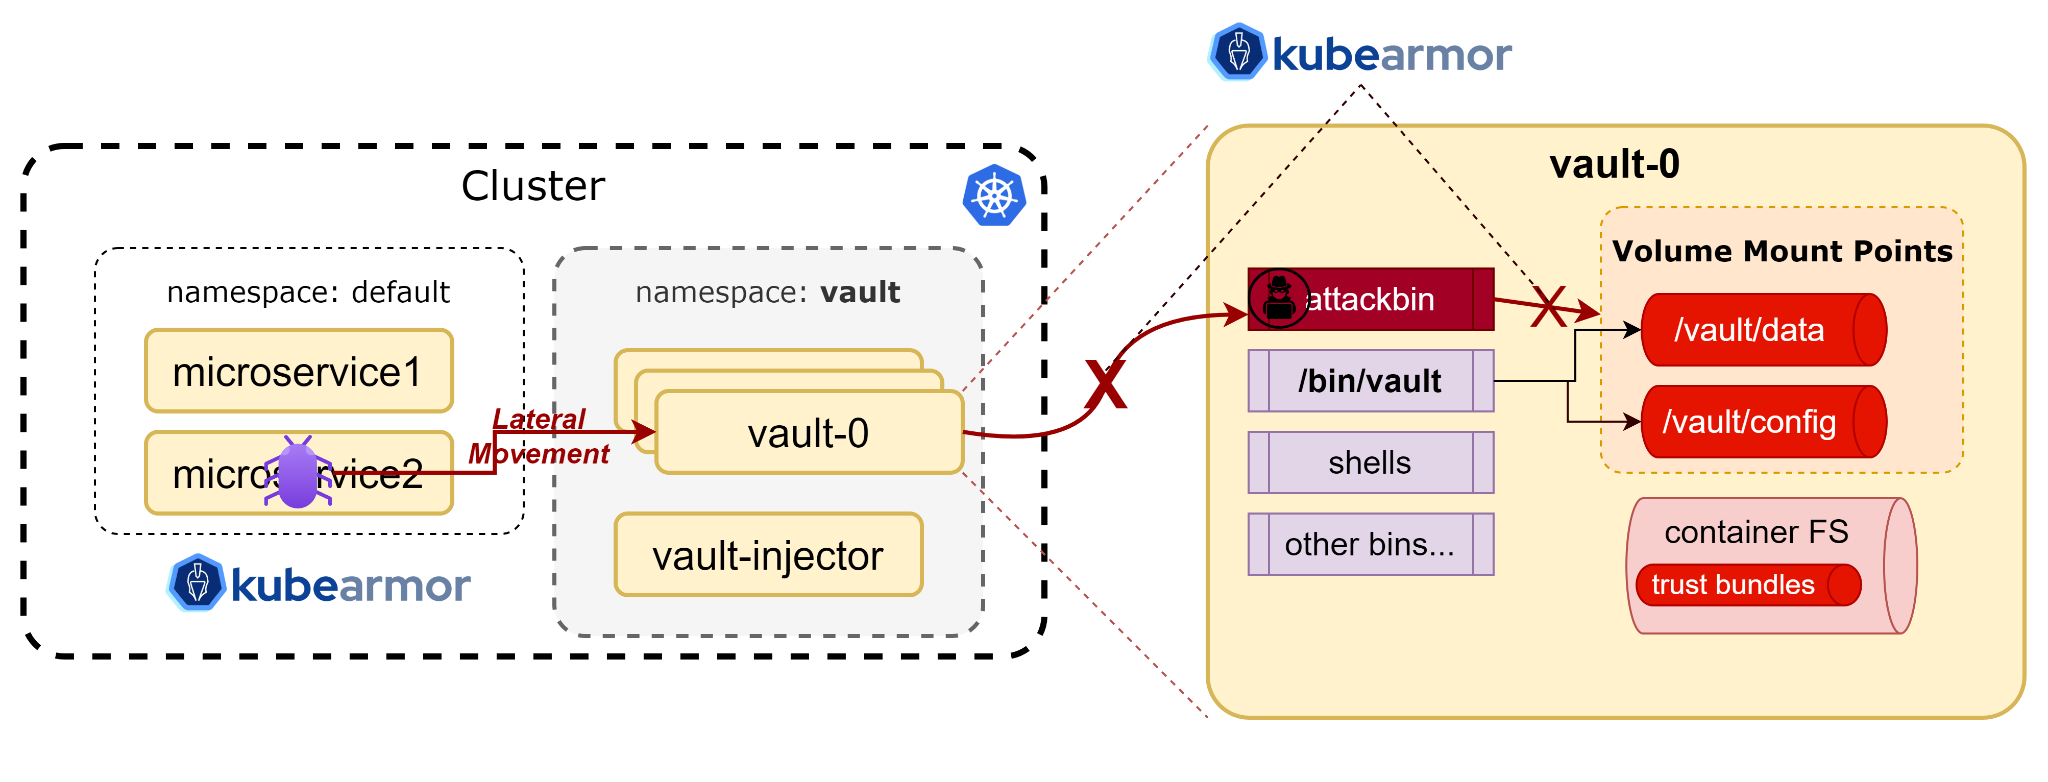 kubearmor
Cluster
namespace: default
microservice1
microservice2
kubearmor
Lateral
Movement
namespace: vault
vault-0
vault-injector
vault-0
attackbin
/bin/vault
shells
other bins...
Volume Mount Points
/vault/data
/vault/config
container FS
trust bundles
X
X